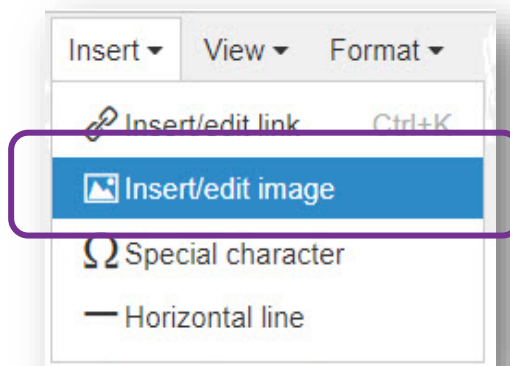 Insert View Format
Insert/edit link Ctrl+K
Insert/edit image
Special character
Horizontal line